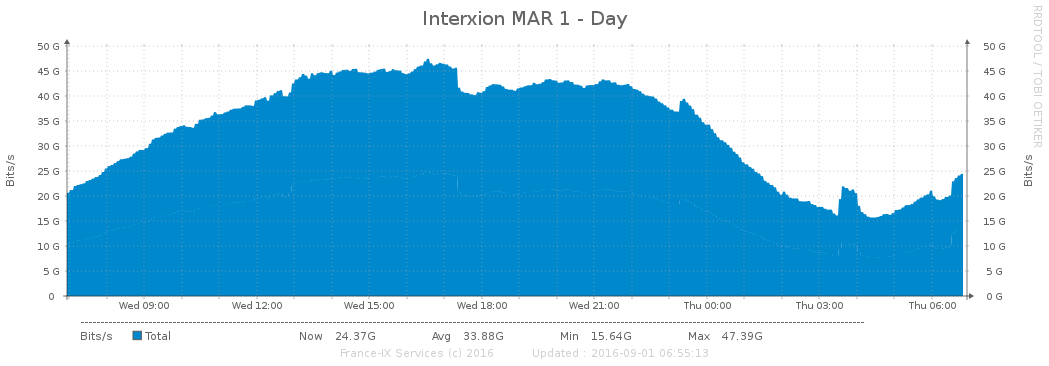 Interxion MAR 1 - Day
RRDTOOL / TOBI OETIKER
50 G 50 G
45 G 45 G
40 G 40 G
35 G 35 G
30 G 30 G
25 G 25 G
20 G 20 G
15 G 15 G
10 G 10 G
5 G 5 G
0 0 G
Bits/s
Bits/s
Wed 09:00 Wed 12:00 Wed 15:00 Wed 18:00 Wed 21:00 Thu 00:00 Thu 03:00 Thu 06:00
Bits/s Total Now 24.37G Avg 33.88G Min 15.64G Max 47.39G
France-IX Services (c) 2016 Updated : 2016-09-01 06:55:13